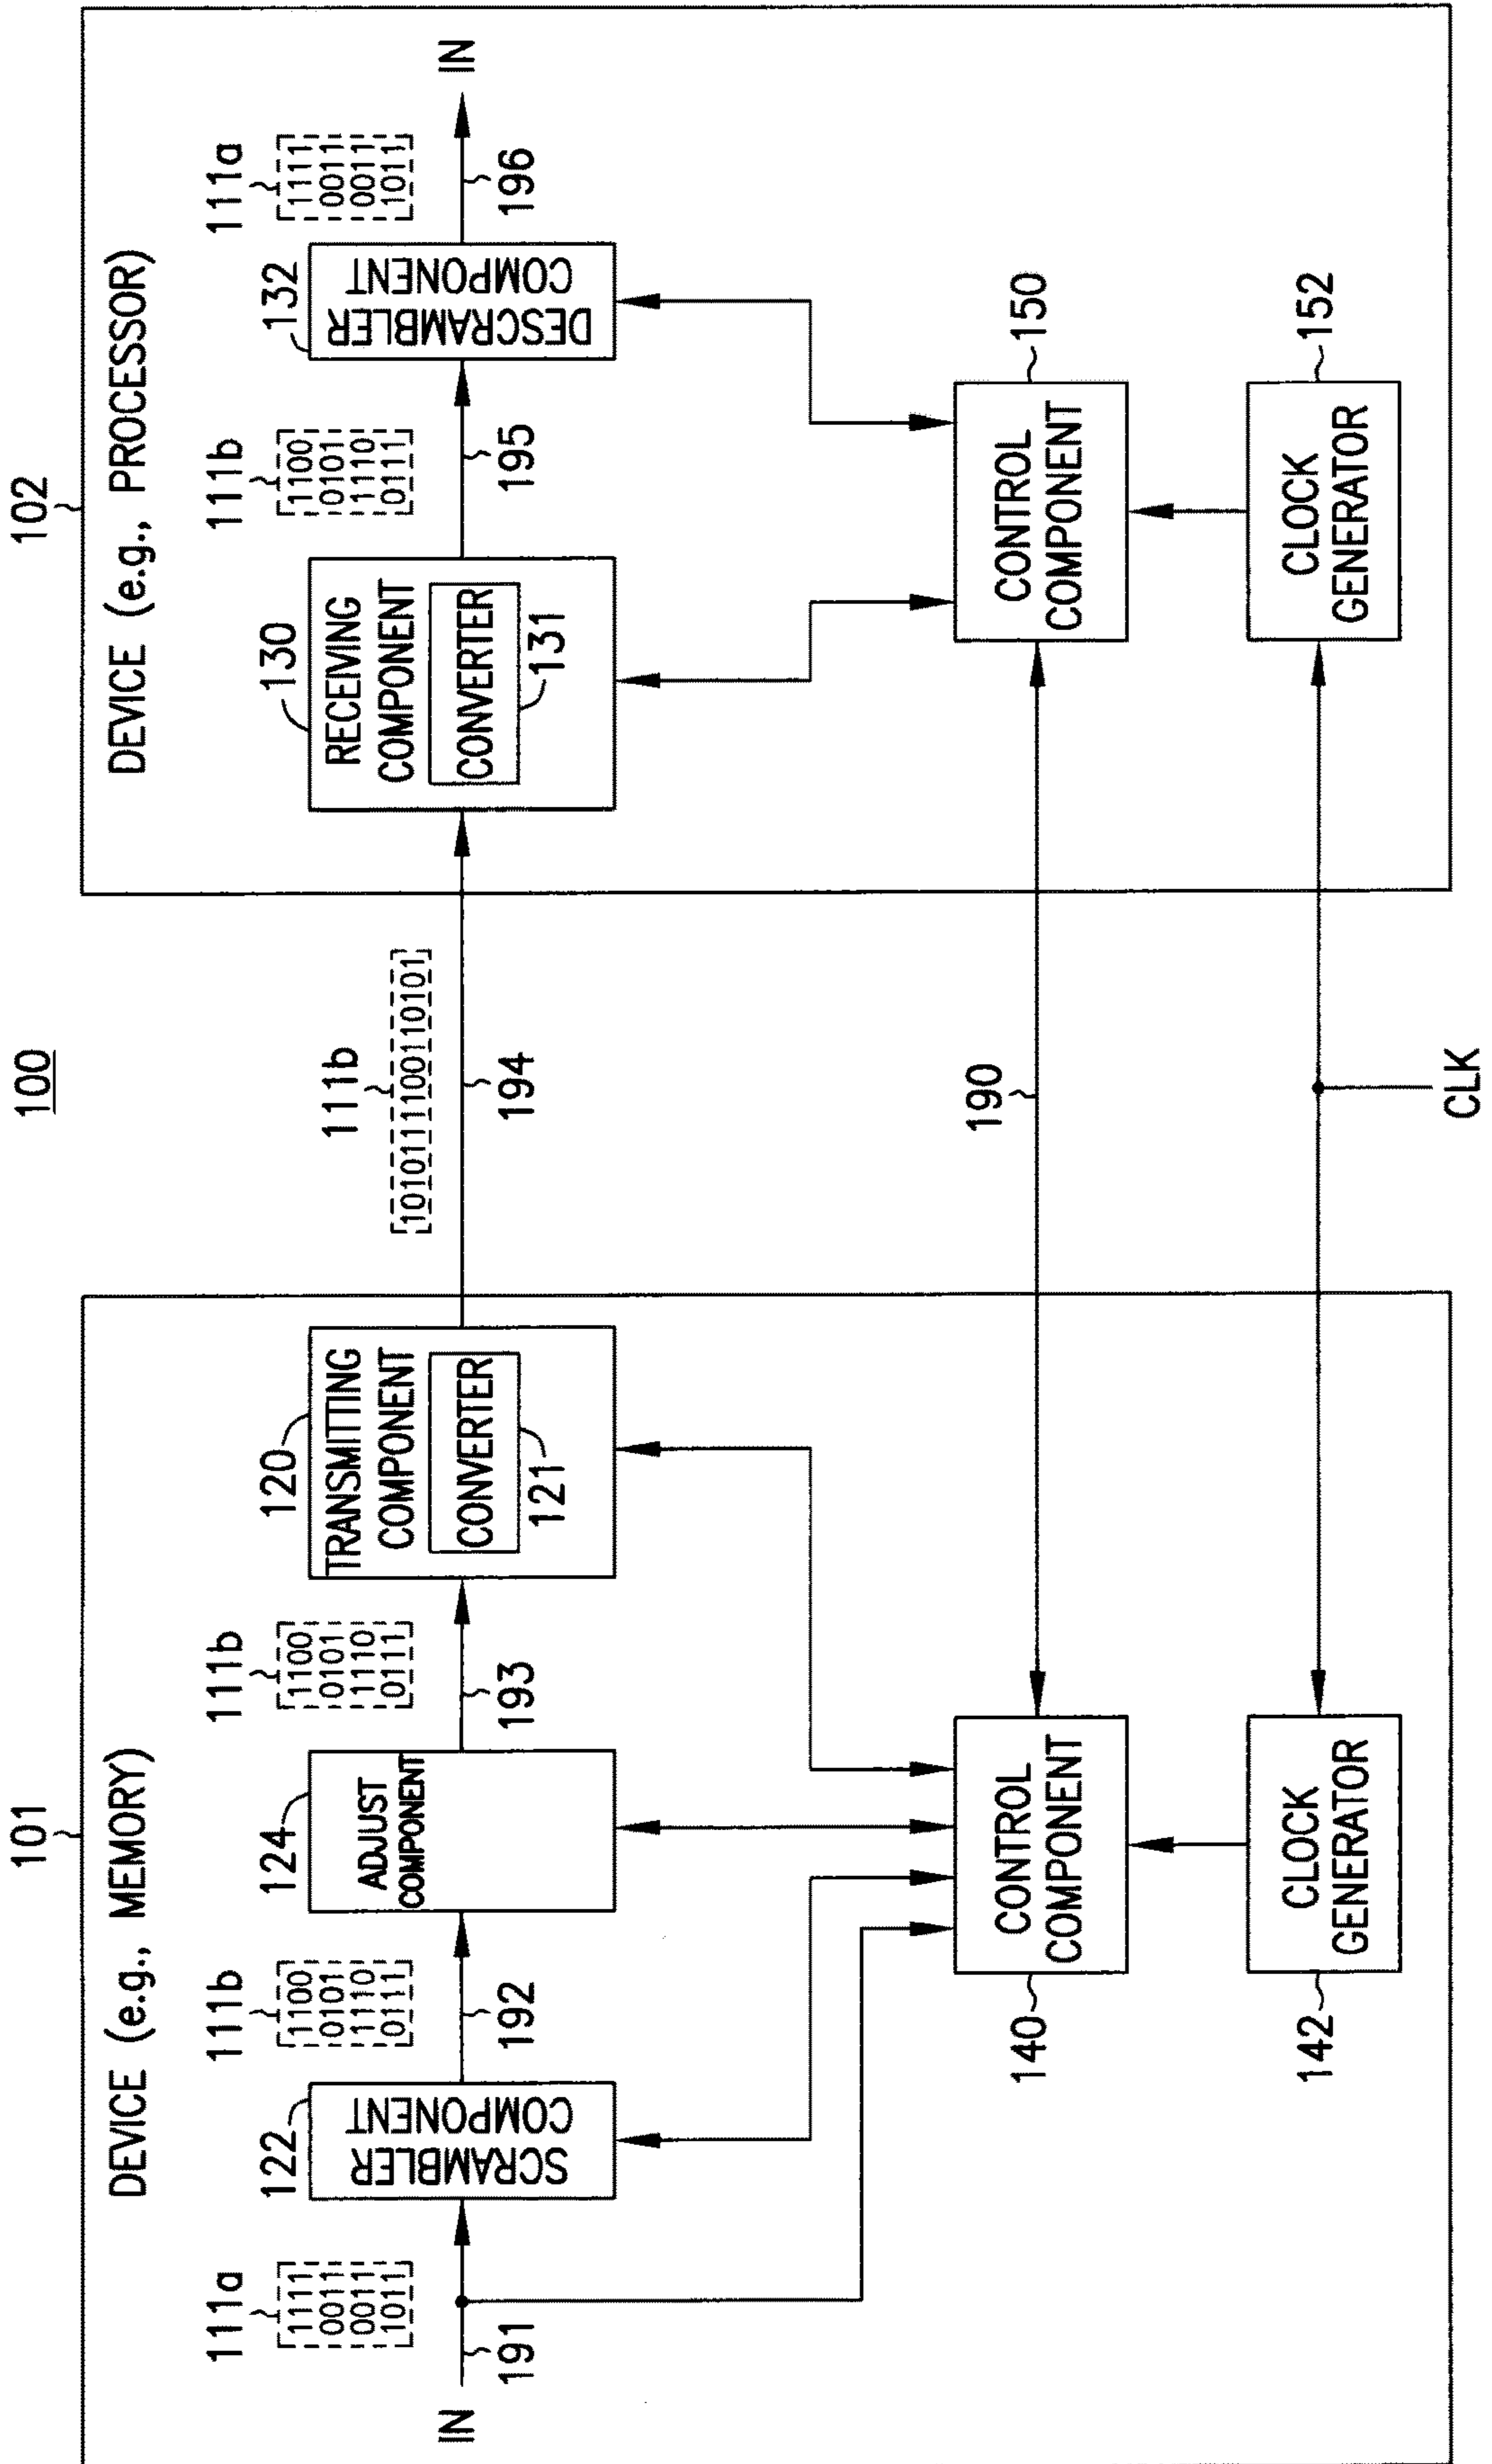 100
101
DEVICE (e.g., MEMORY)
111a
1111
0011
0011
1011
IN
191
122
SCRAMBLER
COMPONENT
111b
1100
0101
1110
0111
192
124
ADJUST
COMPONENT
111b
1100
0101
1110
0111
193
120
TRANSMITTING
COMPONENT
CONVERTER
121
140
CONTROL
COMPONENT
142
CLOCK
GENERATOR
111b
1010111100110101
194
190
CLK
102
DEVICE (e.g., PROCESSOR)
130
RECEIVING
COMPONENT
CONVERTER
131
111b
1100
0101
1110
0111
195
132
DESCRAMBLER
COMPONENT
111a
1111
0011
0011
1011
IN
196
CONTROL
COMPONENT
150
CLOCK
GENERATOR
152